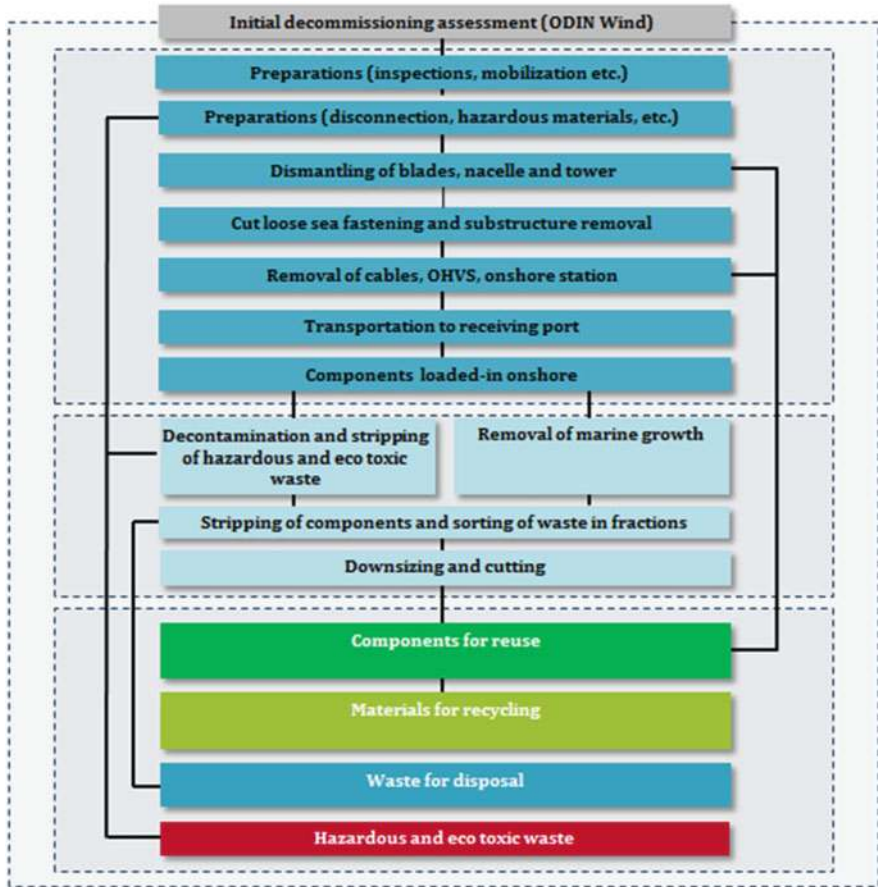 Initial decommissioning assessment (ODIN Wind)
Preparations (inspections, mobilization etc.)
Preparations (disconnection, hazardous materials, etc.)
Dismantling of blades, nacelle and tower
Cut loose sea fastening and substructure removal
Removal of cables, OHVS, onshore station
Transportation to receiving port
Components loaded-in onshore
Decontamination and stripping
of hazardous and eco toxic
waste
Removal of marine growth
Stripping of components and sorting of waste in fractions
Downsizing and cutting
Components for reuse
Materials for recycling
Waste for disposal
Hazardous and eco toxic waste